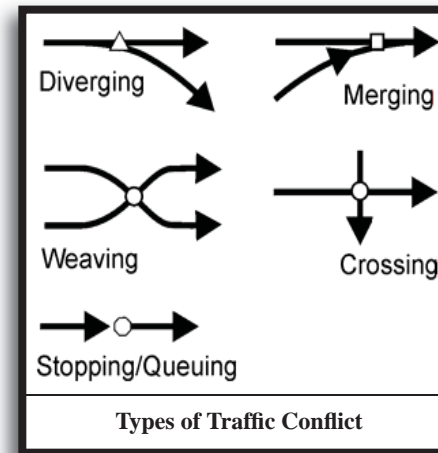 Diverging
Merging
Weaving
Crossing
Stopping/Queuing
Types of Traffic Conflict